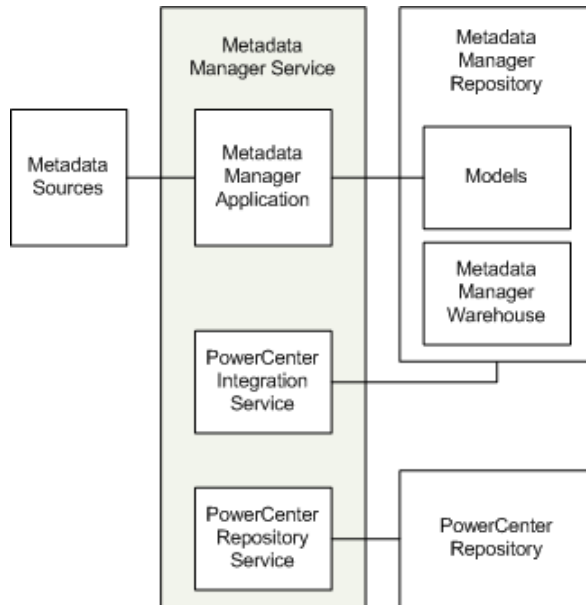 Metadata
Manager Service
Metadata
Manager
Repository
Metadata
Sources
Metadata
Manager
Application
Models
Metadata
Manager
Warehouse
PowerCenter
Integration
Service
PowerCenter
Repository
Service
PowerCenter
Repository